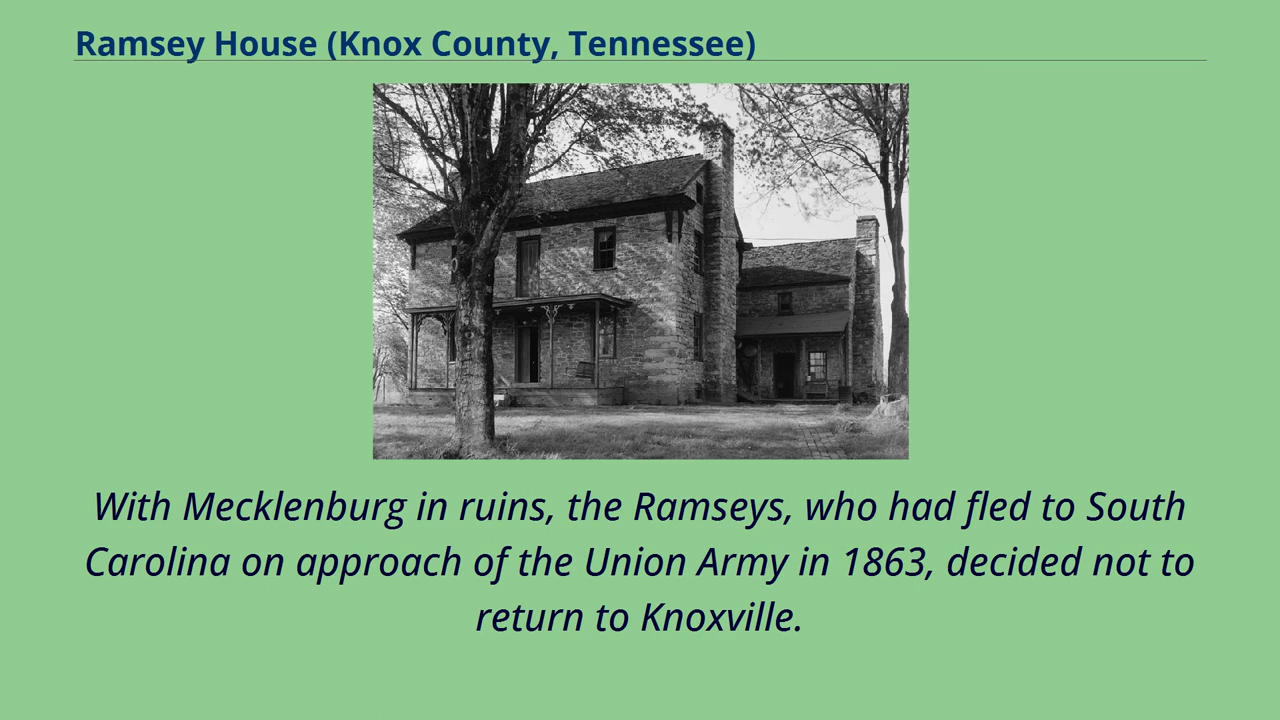 Ramsey House (Knox County, Tennessee)
With Mecklenburg in ruins, the Ramseys, who had fled to South
Carolina on approach of the Union Army in 1863, decided not to
return to Knoxville.